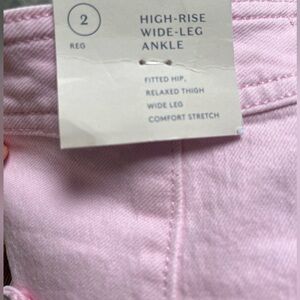 2
REG
HIGH-RISE
WIDE-LEG
ANKLE
FITTED HIP,
RELAXED THIGH
WIDE LEG
COMFORT STRETCH